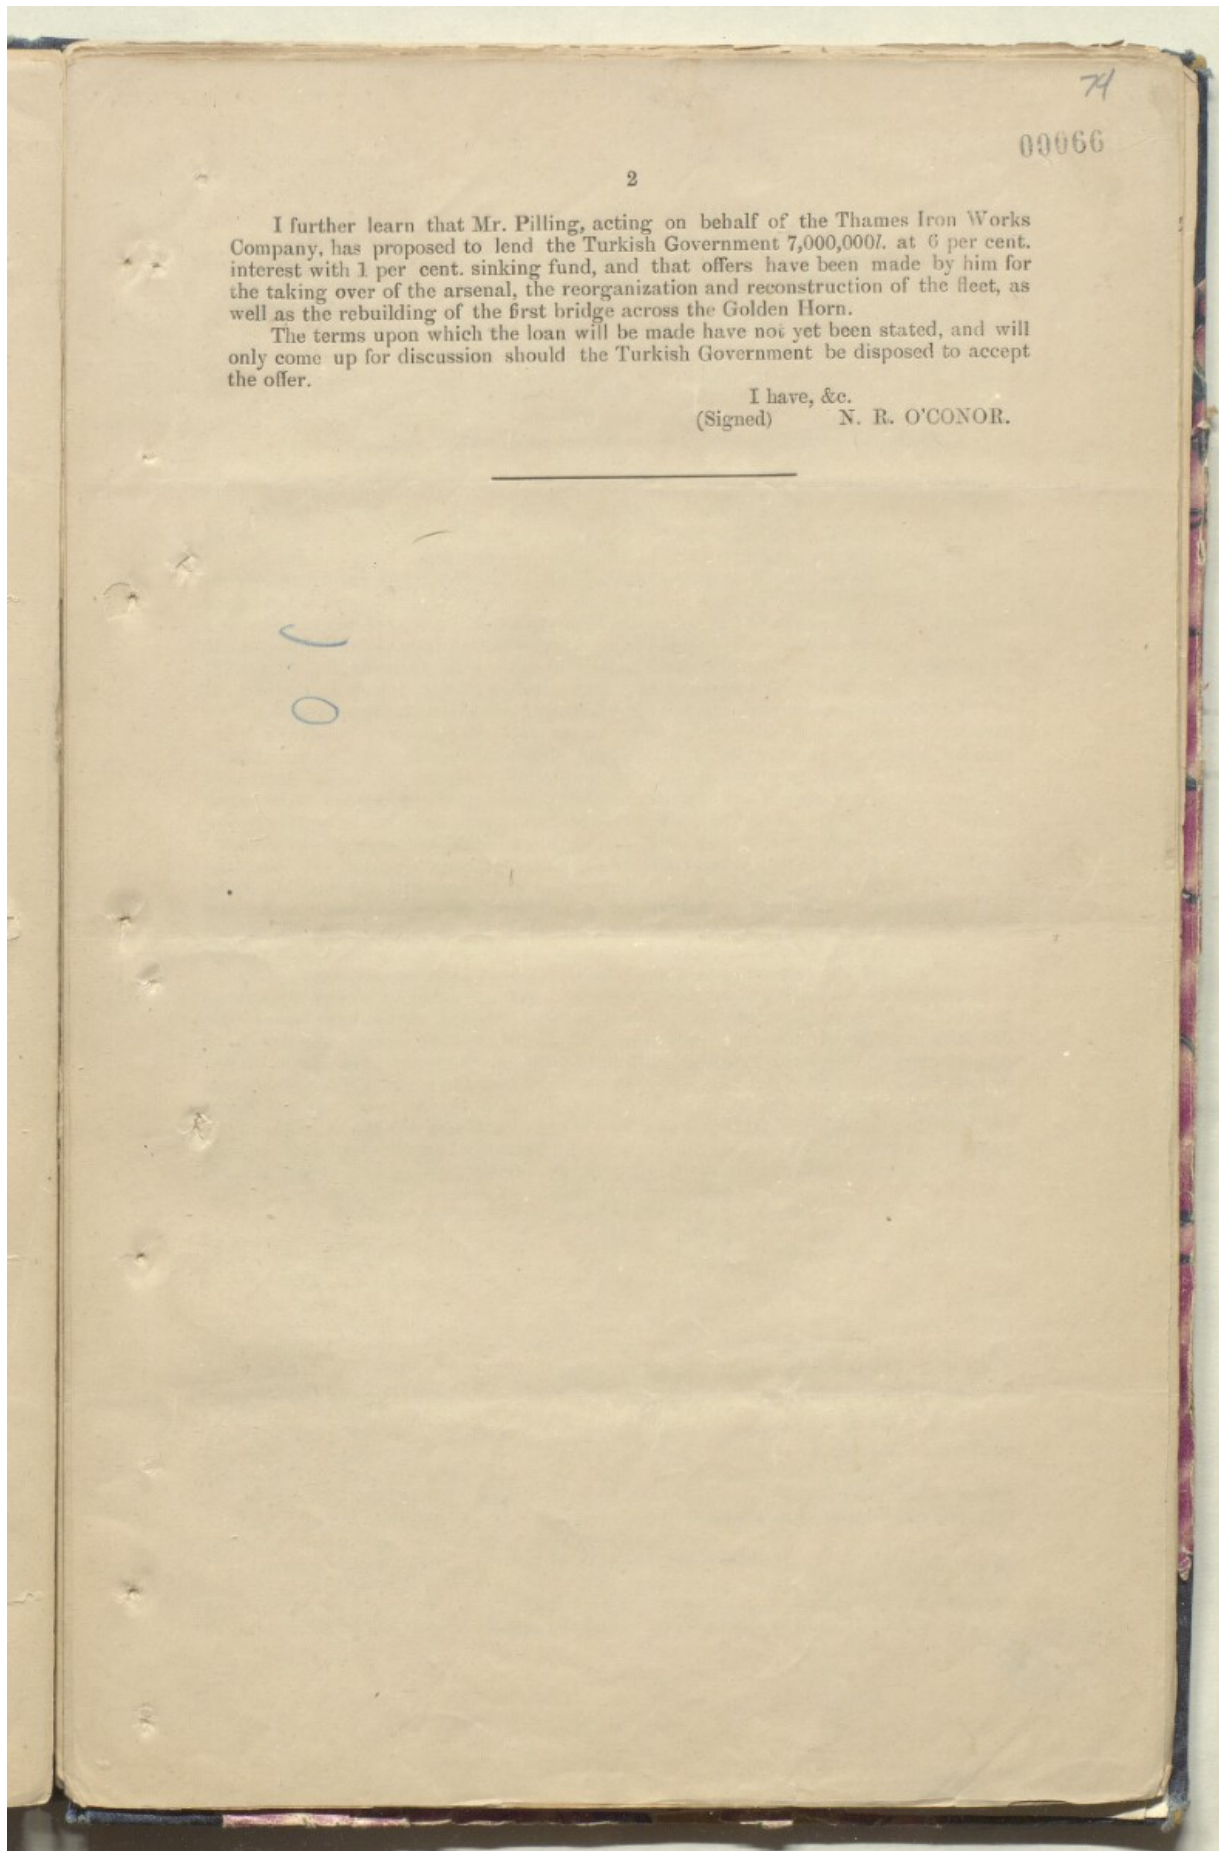 74
00066
2
I further learn that Mr. Pilling, acting on behalf of the Thames Iron Works
Company, has proposed to lend the Turkish Government 7,000,000l. at 6 per cent.
interest with 1 per cent. sinking fund, and that offers have been made by him for
the taking over of the arsenal, the reorganization and reconstruction of the fleet, as
well as the rebuilding of the first bridge across the Golden Horn.
The terms upon which the loan will be made have not yet been stated, and will
only come up for discussion should the Turkish Government be disposed to accept
the offer.
I have, &c.
(Signed) N. R. O'CONOR.